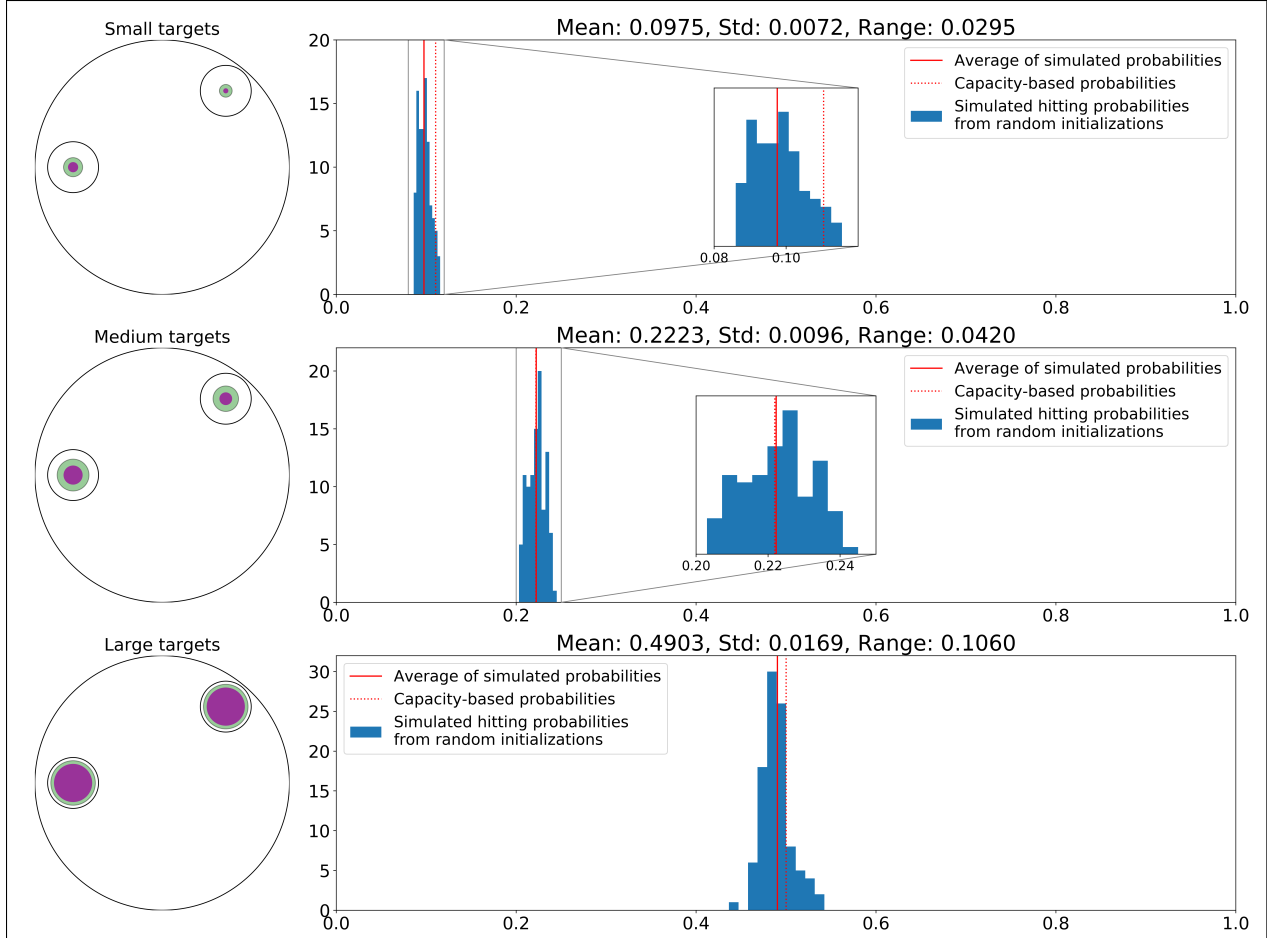 Small targets
Mean: 0.0975, Std: 0.0072, Range: 0.0295
20
15
10
5
0
Average of simulated probabilities
Capacity-based probabilities
Simulated hitting probabilities
from random initializations
0.08
0.10
0.0
0.2
0.4
0.6
0.8
1.0
Medium targets
Mean: 0.2223, Std: 0.0096, Range: 0.0420
20
15
10
5
0
Average of simulated probabilities
Capacity-based probabilities
Simulated hitting probabilities
from random initializations
0.20
0.22
0.24
0.0
0.2
0.4
0.6
0.8
1.0
Large targets
Mean: 0.4903, Std: 0.0169, Range: 0.1060
30
25
20
15
10
5
0
Average of simulated probabilities
Capacity-based probabilities
Simulated hitting probabilities
from random initializations
0.0
0.2
0.4
0.6
0.8
1.0